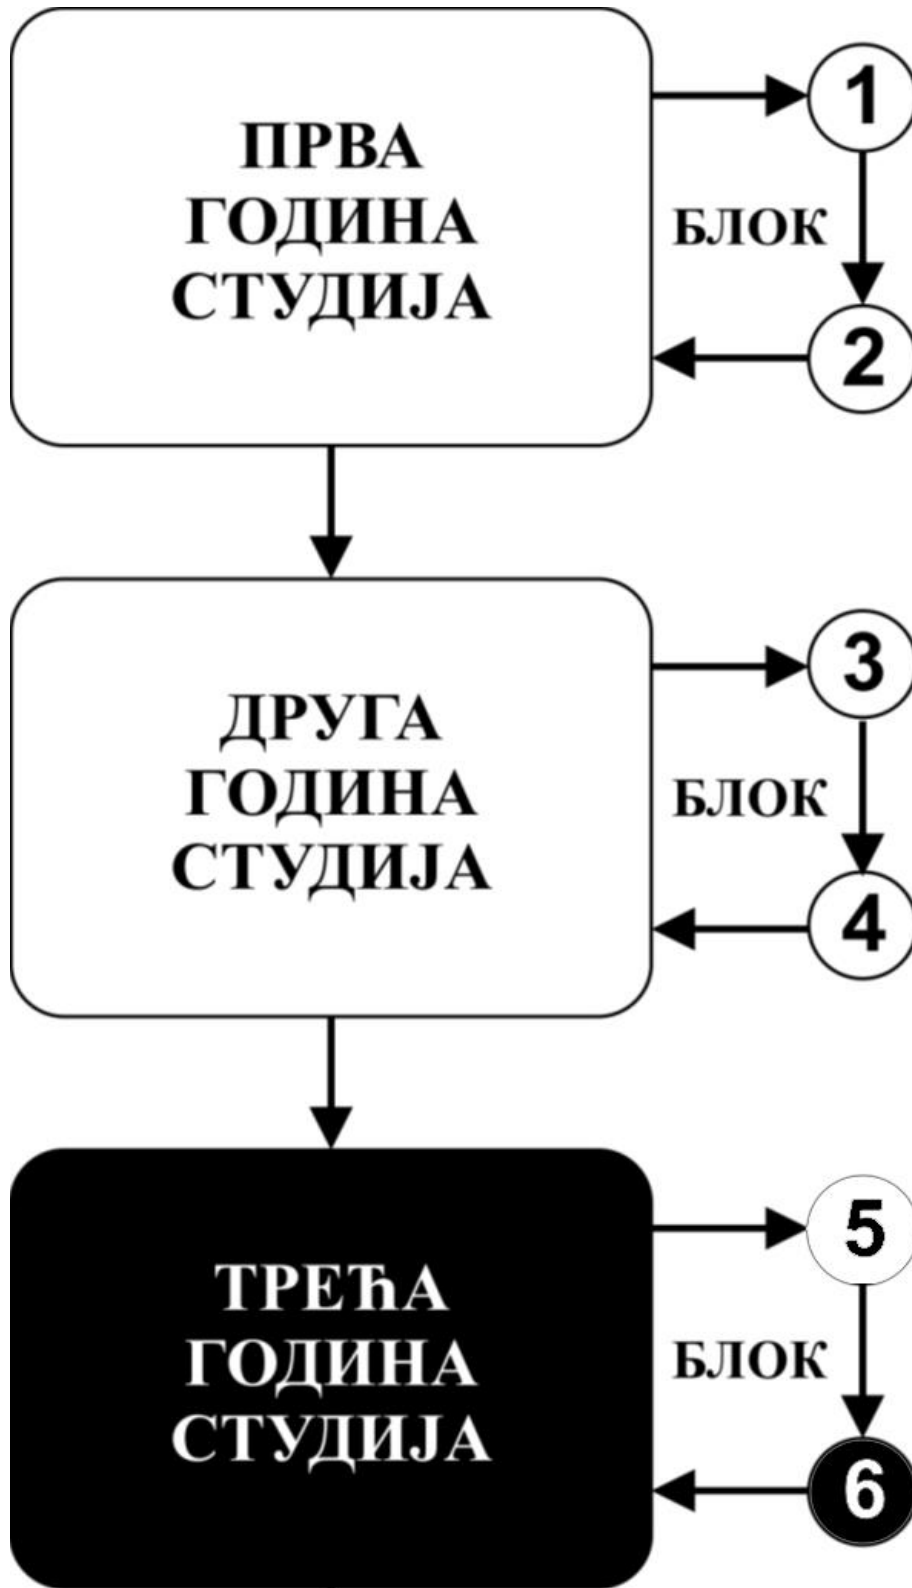 ПРВА
ГОДИНА
СТУДИЈА
1
БЛОК
2
ДРУГА
ГОДИНА
СТУДИЈА
3
БЛОК
4
ТРЕЋА
ГОДИНА
СТУДИЈА
5
БЛОК
6